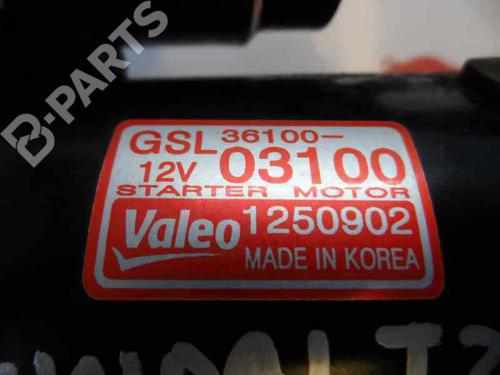 B-PARTS
GSL 36100-
12V 03100
STARTER MOTOR
Valeo 1250902
MADE IN KOREA